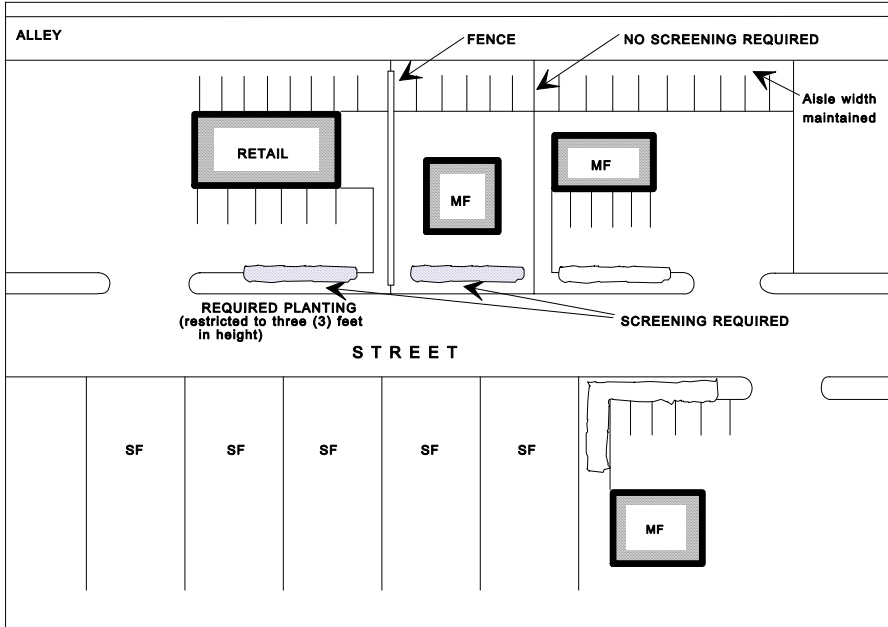 ALLEY
FENCE
NO SCREENING REQUIRED
Aisle width
maintained
RETAIL
MF
MF
REQUIRED PLANTING
(restricted to three (3) feet
in height)
SCREENING REQUIRED
STREET
SF
SF
SF
SF
SF
MF